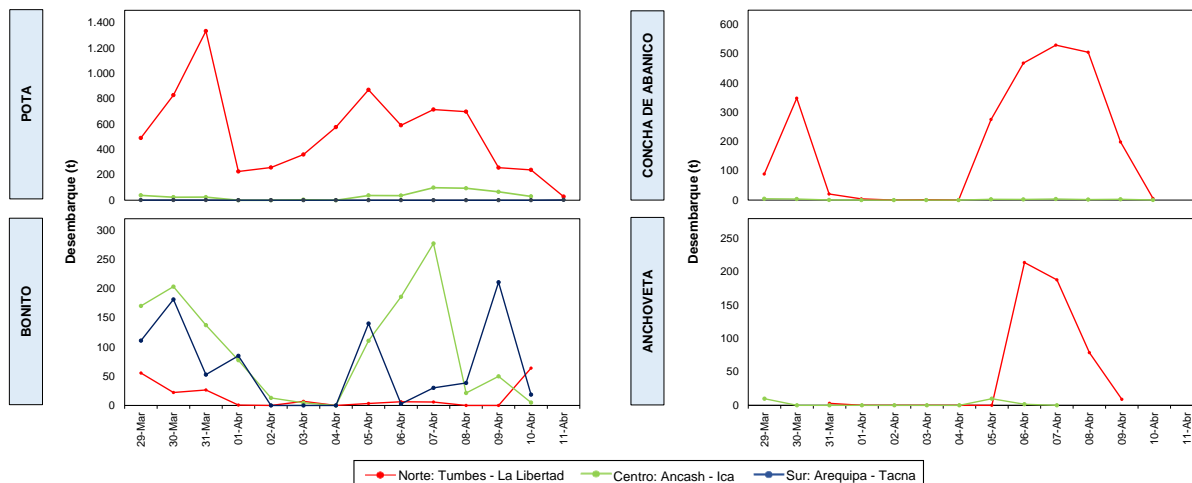 POTA
Desembarque (t)
1.400
1.200
1.000
800
600
400
200
0
BONITO
300
250
200
150
100
50
0
29-Mar
30-Mar
31-Mar
01-Abr
02-Abr
03-Abr
04-Abr
05-Abr
06-Abr
07-Abr
08-Abr
09-Abr
10-Abr
11-Abr
CONCHA DE ABANICO
Desembarque (t)
600
500
400
300
200
100
0
ANCHOVETA
250
200
150
100
50
0
29-Mar
30-Mar
31-Mar
01-Abr
02-Abr
03-Abr
04-Abr
05-Abr
06-Abr
07-Abr
08-Abr
09-Abr
10-Abr
11-Abr
Norte: Tumbes - La Libertad
Centro: Ancash - Ica
Sur: Arequipa - Tacna